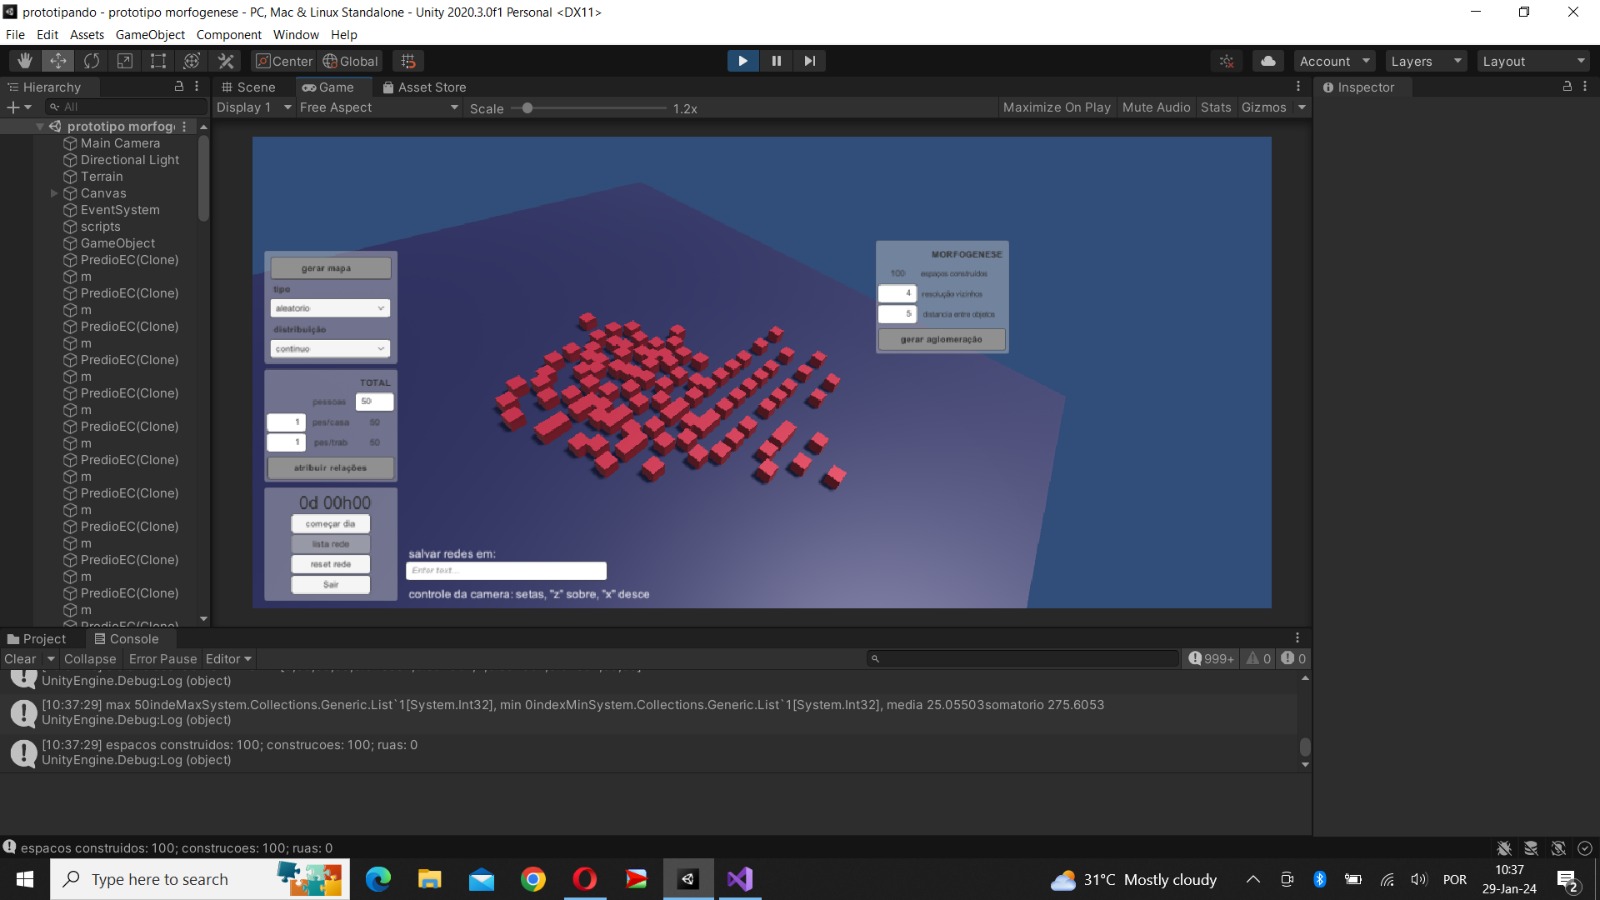 prototipando - prototipo morfogenese - PC, Mac & Linux Standalone - Unity 2020.3.0f1 Personal <DX11>
File Edit Assets GameObject Component Window Help
Center Global
Account Layers Layout
Hierarchy
All
prototipo morfog
Main Camera
Directional Light
Terrain
Canvas
EventSystem
scripts
GameObject
PredioEC(Clone)
m
PredioEC(Clone)
m
PredioEC(Clone)
m
PredioEC(Clone)
m
PredioEC(Clone)
m
PredioEC(Clone)
m
PredioEC(Clone)
m
PredioEC(Clone)
m
PredioEC(Clone)
m
PredioEC(Clone)
m
PredioEC(Clone)
m
PredioEC(Clone)
Scene Game Asset Store
Display 1 Free Aspect Scale 1.2x Maximize On Play Mute Audio Stats Gizmos
gerar mapa
tipo
aleatorio
distribuição
continuo
TOTAL
pessoas 50
1 pes/casa 50
1 pes/trab 50
atribuir relações
0d 00h00
começar dia
lista rede
reset rede
Sair
salvar redes em:
Enter text...
controle da camera: setas, "z" sobre, "x" desce
MORFOGENESE
100 espaços construidos
4 resolução vizinhos
5 distancia entre objetos
gerar aglomeração
Inspector
Project Console
Clear Collapse Error Pause Editor 999+ 0 0
UnityEngine.Debug:Log (object)
[10:37:29] max 50indeMaxSystem.Collections.Generic.List`1[System.Int32], min 0indexMinSystem.Collections.Generic.List`1[System.Int32], media 25.05503somatorio 275.6053
UnityEngine.Debug:Log (object)
[10:37:29] espacos construidos: 100; construcoes: 100; ruas: 0
UnityEngine.Debug:Log (object)
espacos construidos: 100; construcoes: 100; ruas: 0
Type here to search
31°C Mostly cloudy
POR
10:37
29-Jan-24
2